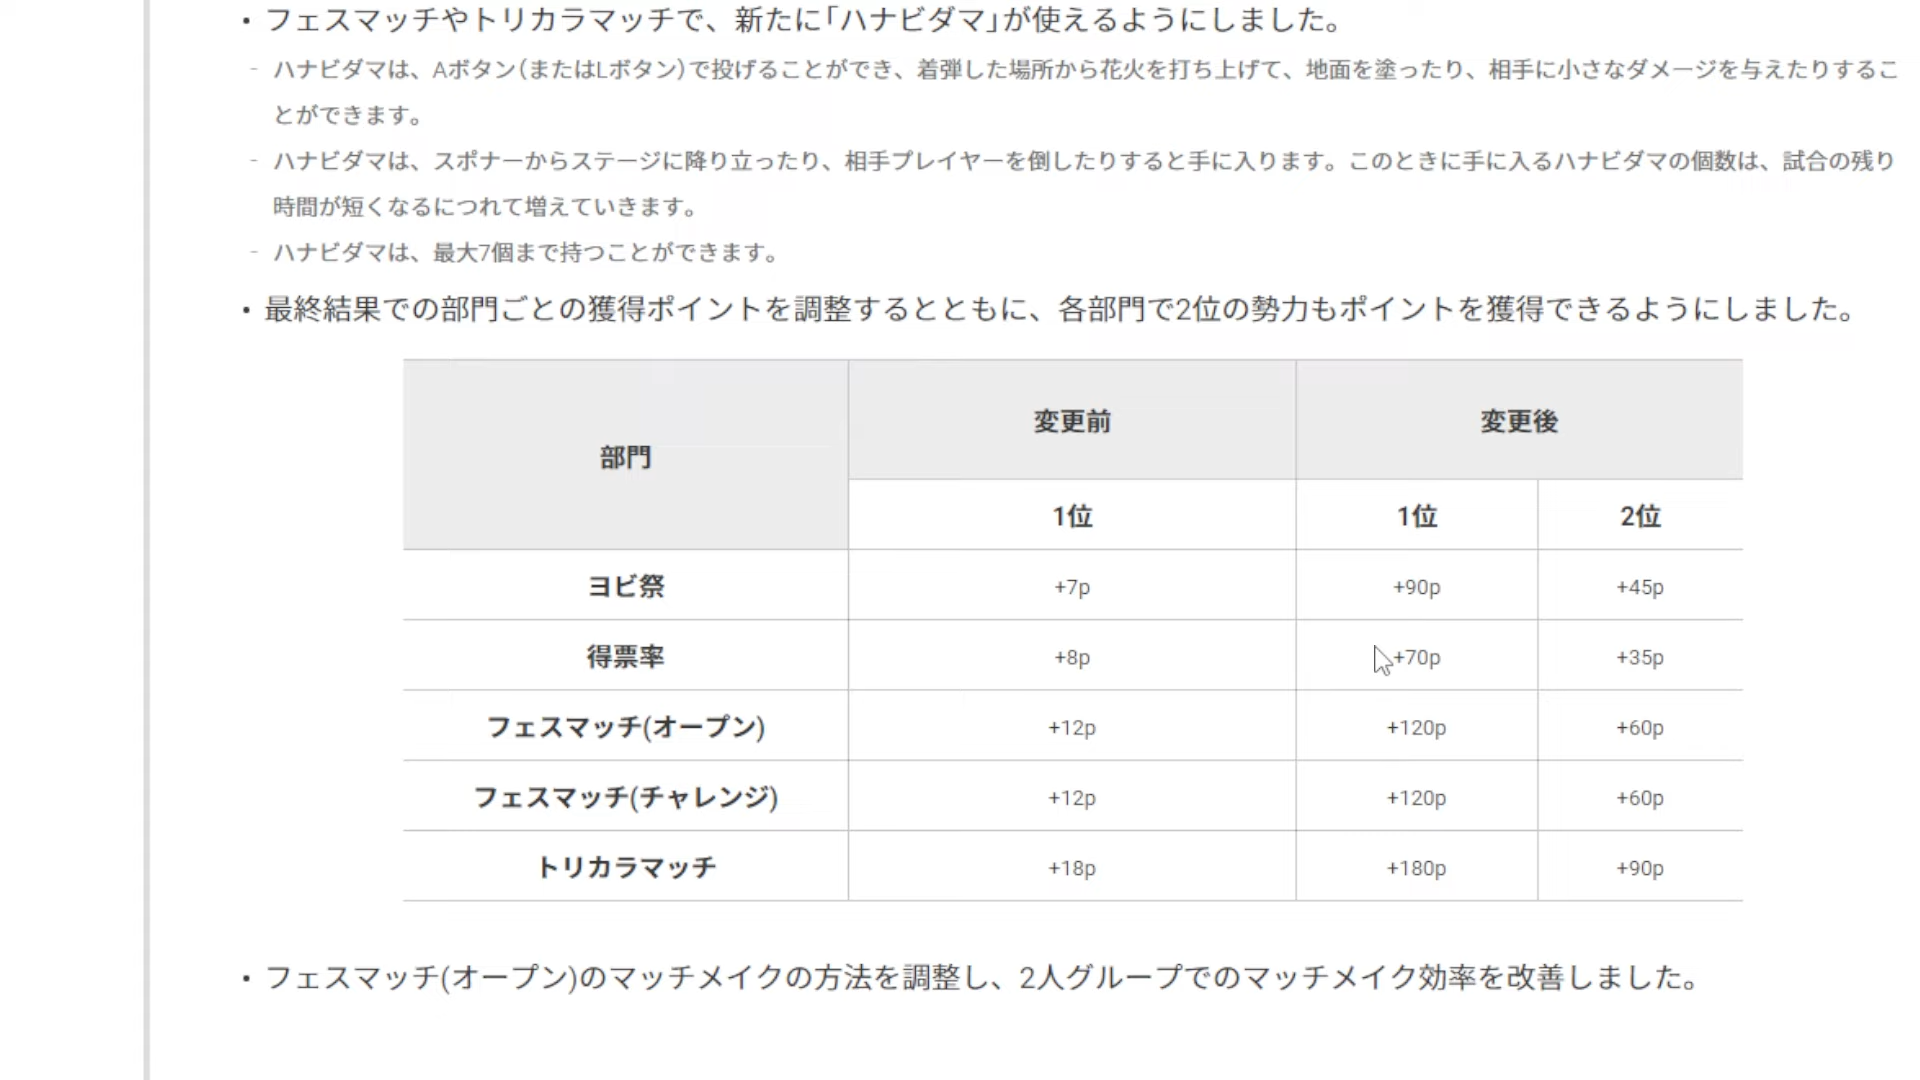 ・フェスマッチやトリカラマッチで、新たに「ハナビダマ」が使えるようにしました。
- ハナビダマは、Aボタン(またはLボタン)で投げることができ、着弾した場所から花火を打ち上げて、地面を塗ったり、相手に小さなダメージを与えたりするこ
とができます。
- ハナビダマは、スポナーからステージに降り立ったり、相手プレイヤーを倒したりすると手に入ります。このときに手に入るハナビダマの個数は、試合の残り
時間が短くなるにつれて増えていきます。
- ハナビダマは、最大7個まで持つことができます。
・最終結果での部門ごとの獲得ポイントを調整するとともに、各部門で2位の勢力もポイントを獲得できるようにしました。
部門 変更前 変更後
1位 1位 2位
ヨビ祭 +7p +90p +45p
得票率 +8p +70p +35p
フェスマッチ(オープン) +12p +120p +60p
フェスマッチ(チャレンジ) +12p +120p +60p
トリカラマッチ +18p +180p +90p
・フェスマッチ(オープン)のマッチメイクの方法を調整し、2人グループでのマッチメイク効率を改善しました。